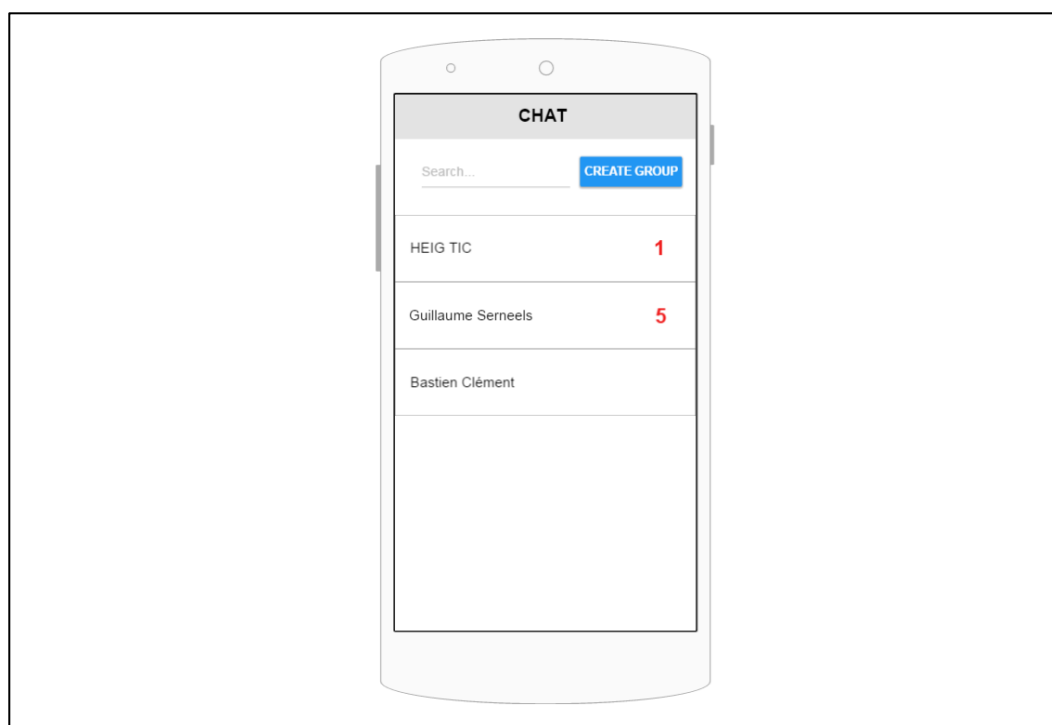 CHAT
Search...
CREATE GROUP
HEIG TIC
1
Guillaume Serneels
5
Bastien Clément